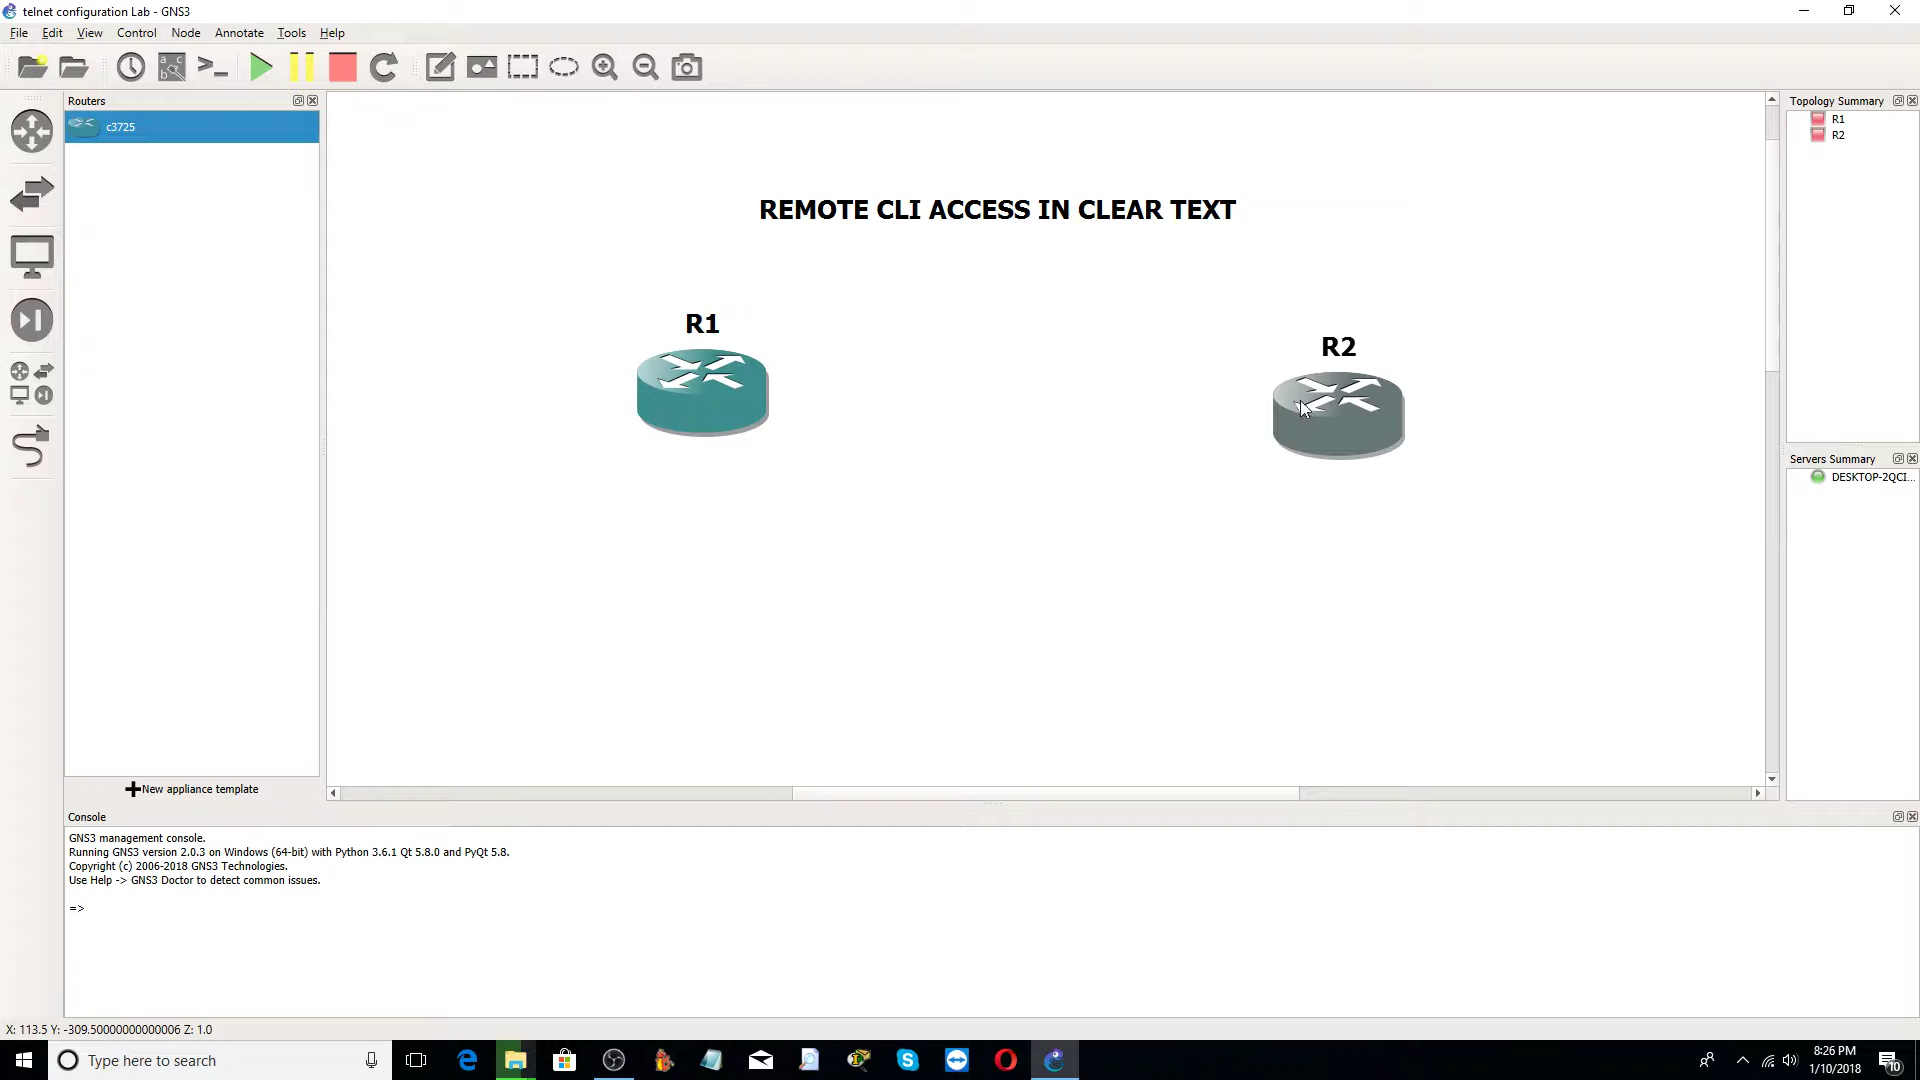 telnet configuration Lab - GNS3
File Edit View Control Node Annotate Tools Help
Routers
c3725
New appliance template
REMOTE CLI ACCESS IN CLEAR TEXT
R1
R2
Topology Summary
R1
R2
Servers Summary
DESKTOP-2QCI...
Console
GNS3 management console.
Running GNS3 version 2.0.3 on Windows (64-bit) with Python 3.6.1 Qt 5.8.0 and PyQt 5.8.
Copyright (c) 2006-2018 GNS3 Technologies.
Use Help -> GNS3 Doctor to detect common issues.
=>
X: 113.5 Y: -309.50000000000006 Z: 1.0
Type here to search
8:26 PM
1/10/2018
10